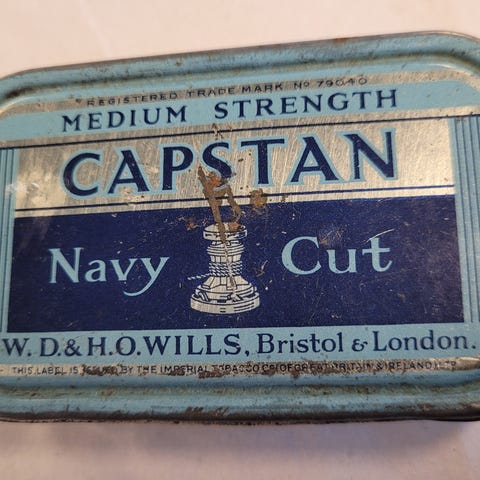 REGISTERED TRADE MARK Nº 79040
MEDIUM STRENGTH
CAPSTAN
Navy Cut
W. D. & H. O. WILLS, Bristol & London.
THIS LABEL IS ISSUED BY THE IMPERIAL TOBACCO CO. OF GREAT BRITAIN & IRELAND LTD